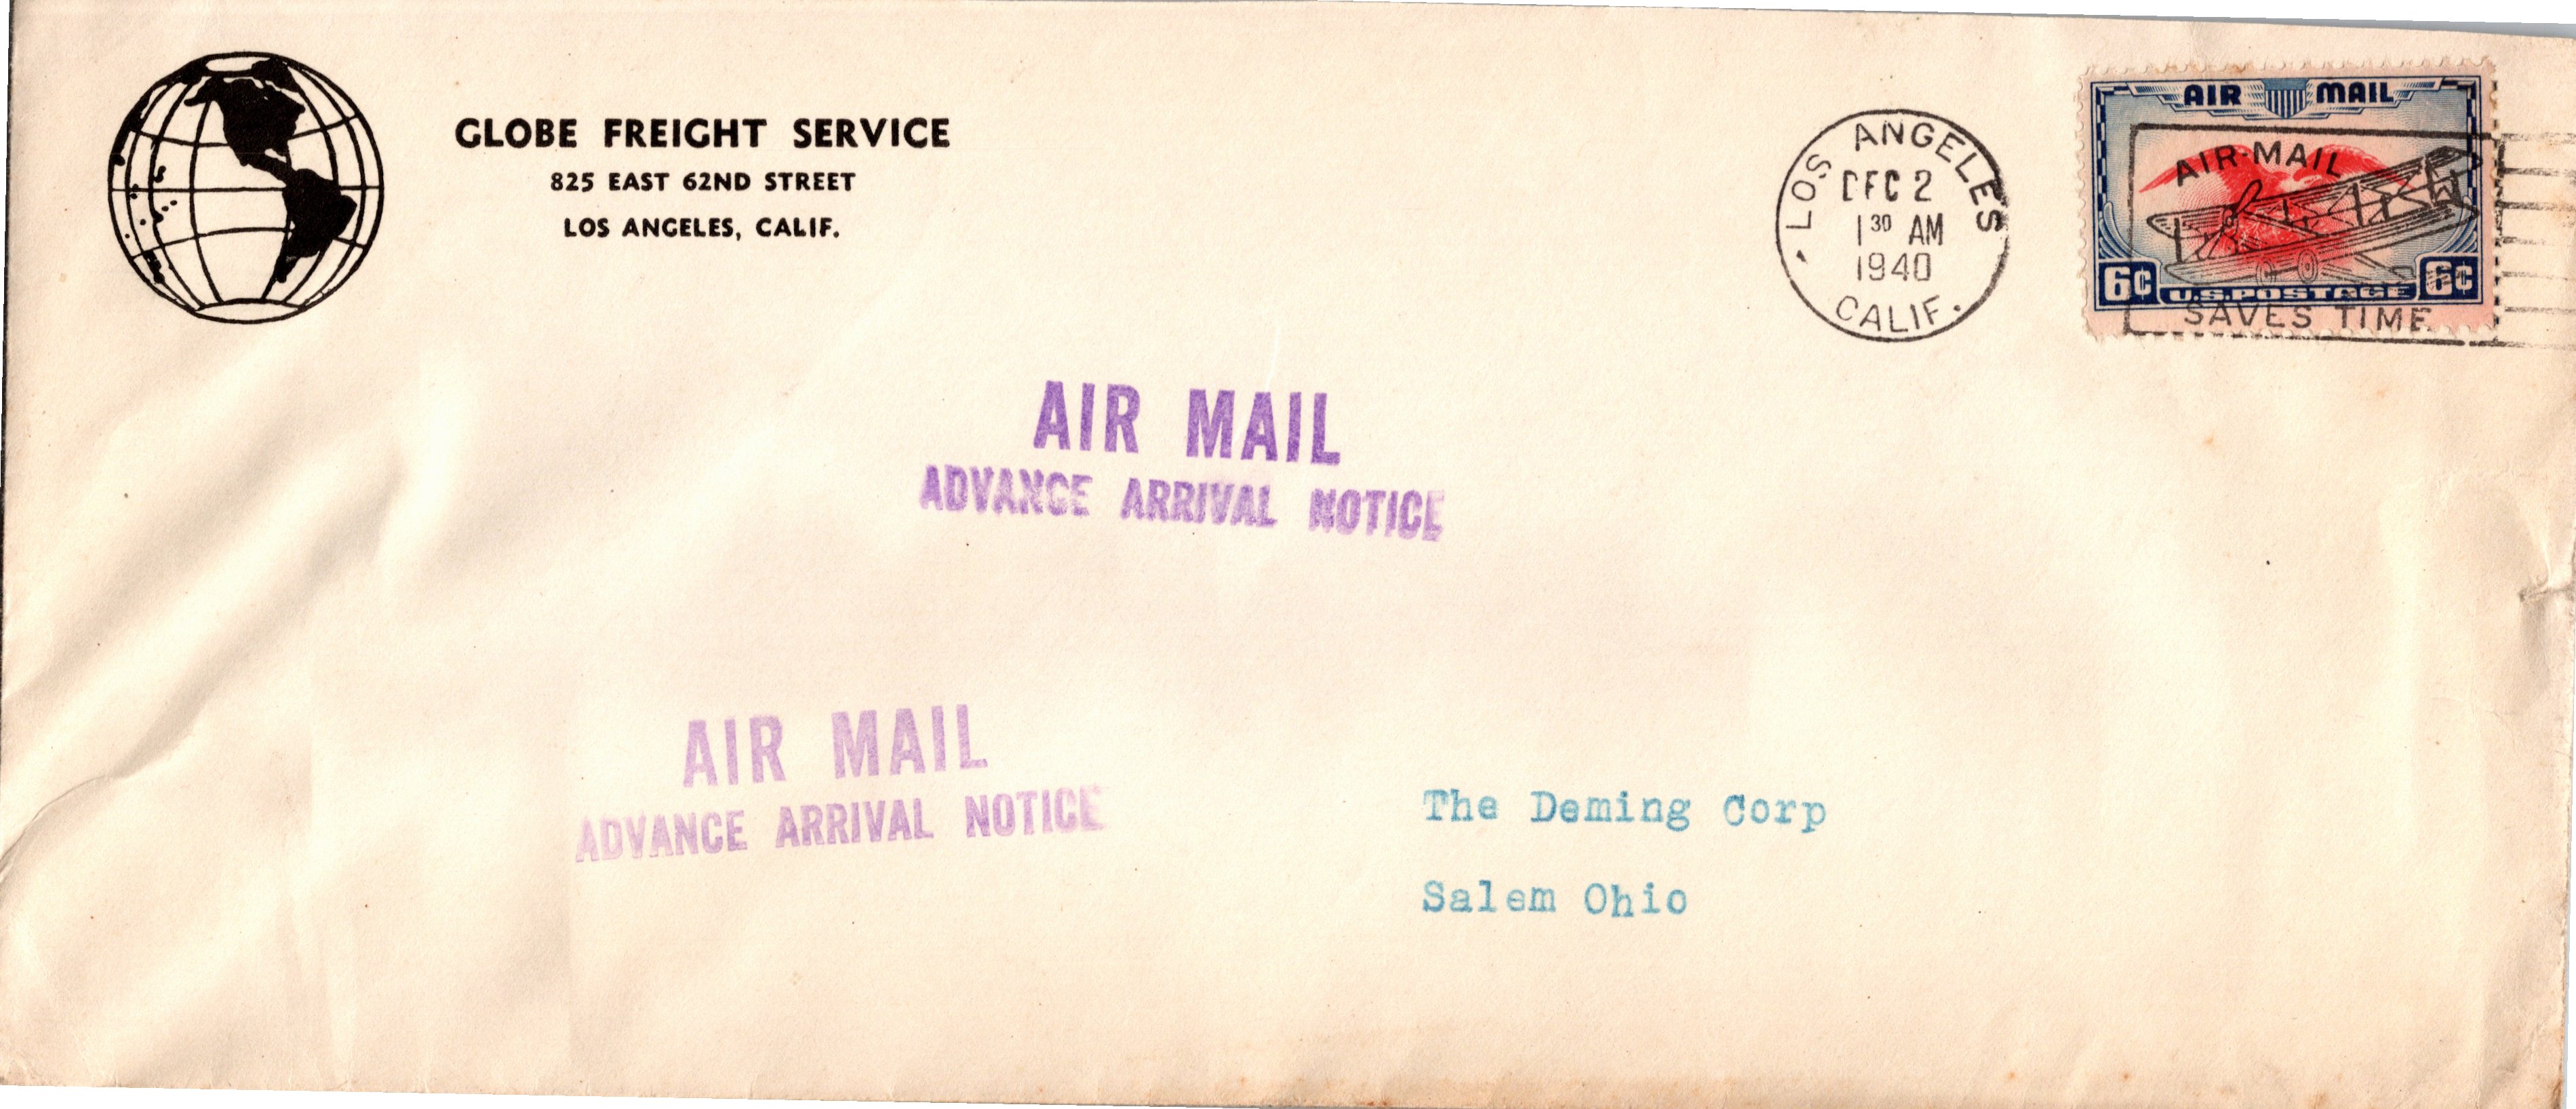 GLOBE FREIGHT SERVICE
825 EAST 62ND STREET
LOS ANGELES, CALIF.
LOS ANGELES
DEC 2
1 30 AM
1940
CALIF.
AIR MAIL
6¢ U.S. POSTAGE 6¢
AIR-MAIL
SAVES TIME
AIR MAIL
ADVANCE ARRIVAL NOTICE
AIR MAIL
ADVANCE ARRIVAL NOTICE
The Deming Corp
Salem Ohio